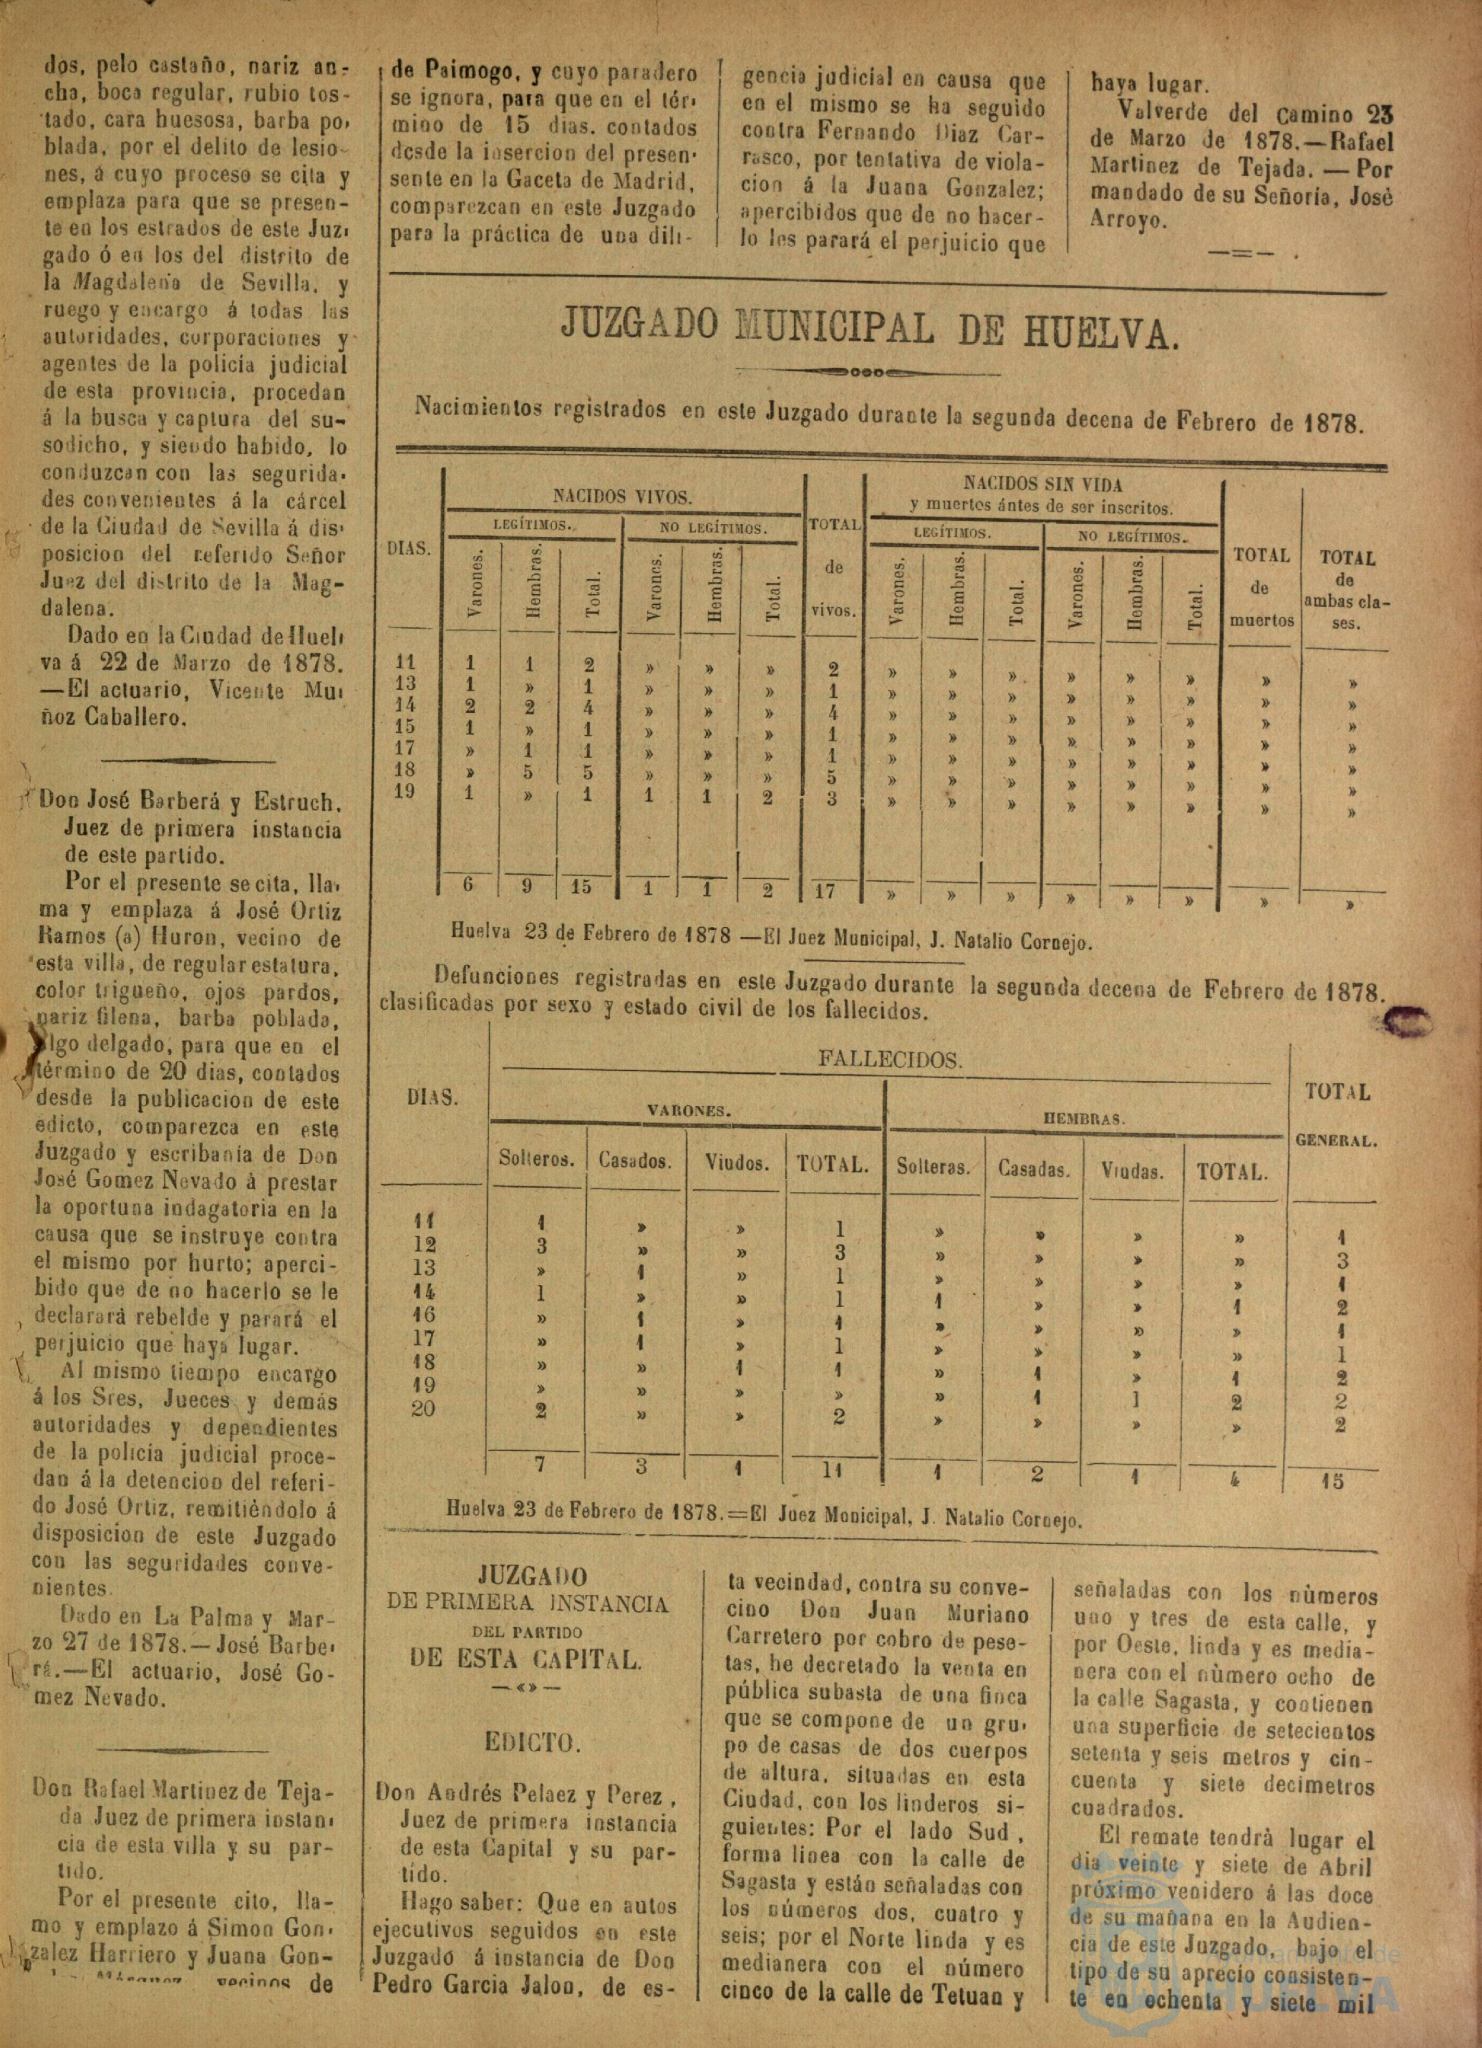 dos, pelo castaño, nariz an-
cha, boca regular, rubio tos-
tado, cara huesosa, barba po-
blada, por el delito de lesio-
nes, á cuyo proceso se cita y
emplaza para que se presen-
te en los estrados de este Juz-
gado ó en los del distrito de
la Magdalena de Sevilla, y
ruego y encargo á todas las
autoridades, corporaciones y
agentes de la policía judicial
de esta provincia, procedan
á la busca y captura del su-
sodicho, y siendo habido, lo
conduzcan con las segurida-
des convenientes á la cárcel
de la Ciudad de Sevilla á dis-
posicion del referido Señor
Juez del distrito de la Mag-
dalena.
Dado en la Ciudad de Huel-
va á 22 de Marzo de 1878.
—El actuario, Vicente Mu-
ñoz Caballero.
Don José Barberá y Estruch,
Juez de primera instancia
de este partido.
Por el presente se cita, lla-
ma y emplaza á José Ortiz
Ramos (a) Huron, vecino de
esta villa, de regular estatura,
color trigueño, ojos pardos,
nariz filena, barba poblada,
algo delgado, para que en el
término de 20 dias, contados
desde la publicacion de este
edicto, comparezca en este
Juzgado y escribania de Don
José Gomez Nevado á prestar
la oportuna indagatoria en la
causa que se instruye contra
el mismo por hurto; aperci-
bido que de no hacerlo se le
declarará rebelde y parará el
perjuicio que haya lugar.
Al mismo tiempo encargo
á los Sres, Jueces y demás
autoridades y dependientes
de la policía judicial proce-
dan á la detencion del referi-
do José Ortiz, remitiéndolo á
disposicion de este Juzgado
con las seguridades conve-
nientes.
Dado en La Palma y Mar-
zo 27 de 1878.—José Barbe-
rá.—El actuario, José Go-
mez Nevado.
Don Rafael Martinez de Teja-
da Juez de primera instan-
cia de esta villa y su par-
tido.
Por el presente cito, lla-
mo y emplazo á Simon Gon-
zalez Harriero y Juana Gon-
vecinos de
de Paimogo, y cuyo paradero
se ignora, para que en el tér-
mino de 15 dias. contados
desde la insercion del presen-
sente en la Gaceta de Madrid,
comparezcan en este Juzgado
para la práctica de una dili-
gencia judicial en causa que
en el mismo se ha seguido
contra Fernando Diaz Car-
rasco, por tentativa de viola-
cion á la Juana Gonzalez;
apercibidos que de no hacer-
lo les parará el perjuicio que
haya lugar.
Valverde del Camino 23
de Marzo de 1878.—Rafael
Martinez de Tejada.—Por
mandado de su Señoria, José
Arroyo.
JUZGADO MUNICIPAL DE HUELVA.
Nacimientos registrados en este Juzgado durante la segunda decena de Febrero de 1878.
DIAS.
NACIDOS VIVOS.
TOTAL de vivos.
NACIDOS SIN VIDA
y muertos ántes de ser inscritos.
TOTAL de muertos
TOTAL de ambas cla-
ses.
LEGÍTIMOS. NO LEGÍTIMOS. LEGÍTIMOS. NO LEGÍTIMOS.
Varones. Hembras. Total. Varones. Hembras. Total. Varones. Hembras. Total. Varones. Hembras. Total.
11 1 1 2 » » » 2 » » » » » » » »
13 1 » 1 » » » 1 » » » » » » » »
14 2 2 4 » » » 4 » » » » » » » »
15 1 » 1 » » » 1 » » » » » » » »
17 » 1 1 » » » 1 » » » » » » » »
18 » 5 5 » » » 5 » » » » » » » »
19 1 » 1 1 1 2 3 » » » » » » » »
6 9 15 1 1 2 17 » » » » » » » »
Huelva 23 de Febrero de 1878 —El Juez Municipal, J. Natalio Cornejo.
Defunciones registradas en este Juzgado durante la segunda decena de Febrero de 1878.
clasificadas por sexo y estado civil de los fallecidos.
DIAS.
FALLECIDOS.
TOTAL
GENERAL.
VARONES. HEMBRAS.
Solteros. Casados. Viudos. TOTAL. Solteras. Casadas. Viudas. TOTAL.
11 1 » » 1 » » » » 1
12 3 » » 3 » » » » 3
13 » 1 » 1 » » » » 1
14 1 » » 1 1 » » 1 2
16 » 1 » 1 » » » » 1
17 » 1 » 1 » » » » 1
18 » » 1 1 » 1 » 1 2
19 » » » » » 1 1 2 2
20 2 » » 2 » » » » 2
7 3 1 11 1 2 1 4 15
Huelva 23 de Febrero de 1878.=El Juez Municipal, J. Natalio Cornejo.
JUZGADO
DE PRIMERA INSTANCIA
DEL PARTIDO
DE ESTA CAPITAL.
—«»—
EDICTO.
Don Andrés Pelaez y Perez,
Juez de primera instancia
de esta Capital y su par-
tido.
Hago saber: Que en autos
ejecutivos seguidos en este
Juzgado á instancia de Don
Pedro Garcia Jalon, de es-
ta vecindad, contra su conve-
cino Don Juan Muriano
Carretero por cobro de pese-
tas, he decretado la venta en
pública subasta de una finca
que se compone de un gru-
po de casas de dos cuerpos
de altura, situadas en esta
Ciudad, con los linderos si-
guientes: Por el lado Sud,
forma linea con la calle de
Sagasta y están señaladas con
los números dos, cuatro y
seis; por el Norte linda y es
medianera con el número
cinco de la calle de Tetuan y
señaladas con los números
uno y tres de esta calle, y
por Oeste, linda y es media-
nera con el número ocho de
la calle Sagasta, y contienen
una superficie de setecientos
setenta y seis metros y cin-
cuenta y siete decimetros
cuadrados.
El remate tendrá lugar el
dia veinte y siete de Abril
próximo venidero á las doce
de su mañana en la Audien-
cia de este Juzgado, bajo el
tipo de su aprecio consisten-
te en ochenta y siete mil